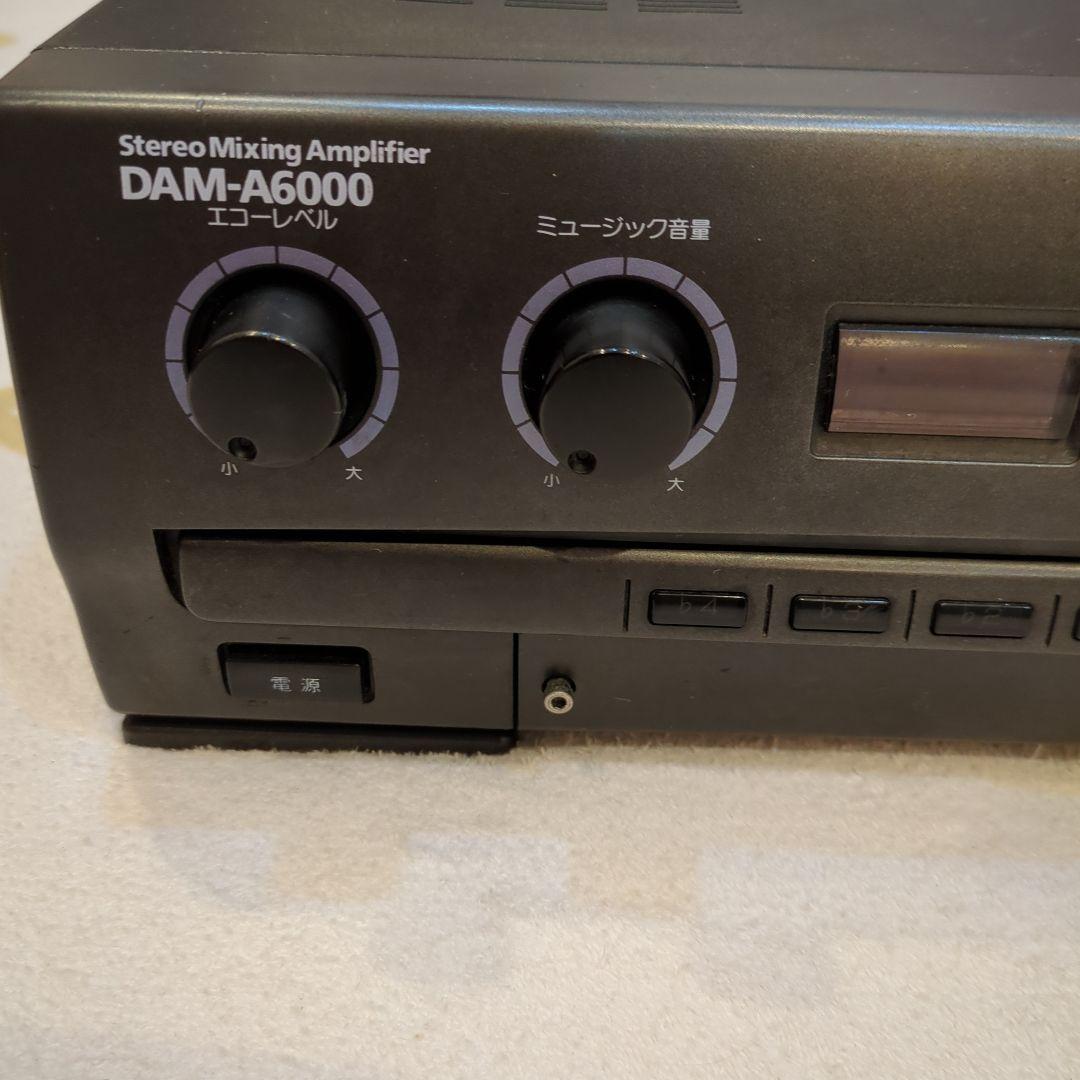 Stereo Mixing Amplifier
DAM-A6000
エコーレベル
ミュージック音量
小
大
小
大
♭4
♭3
♭2
電源